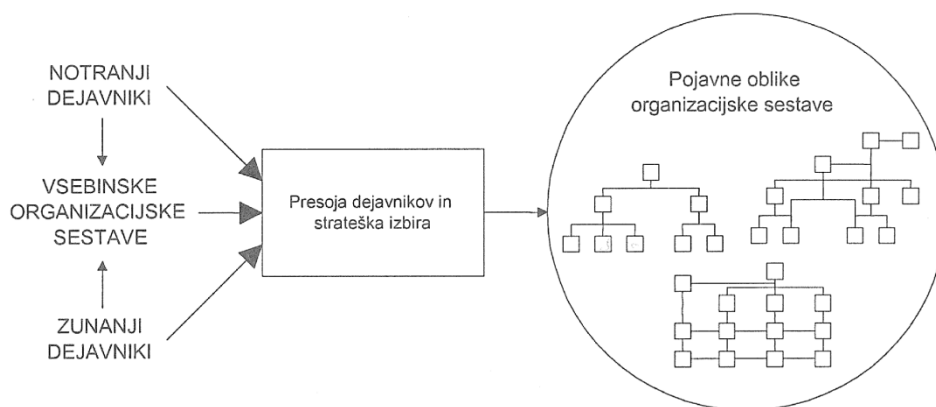 NOTRANJI
DEJAVNIKI
VSEBINSKE
ORGANIZACIJSKE
SESTAVE
ZUNANJI
DEJAVNIKI
Presoja dejavnikov in
strateška izbira
Pojavne oblike
organizacijske sestave